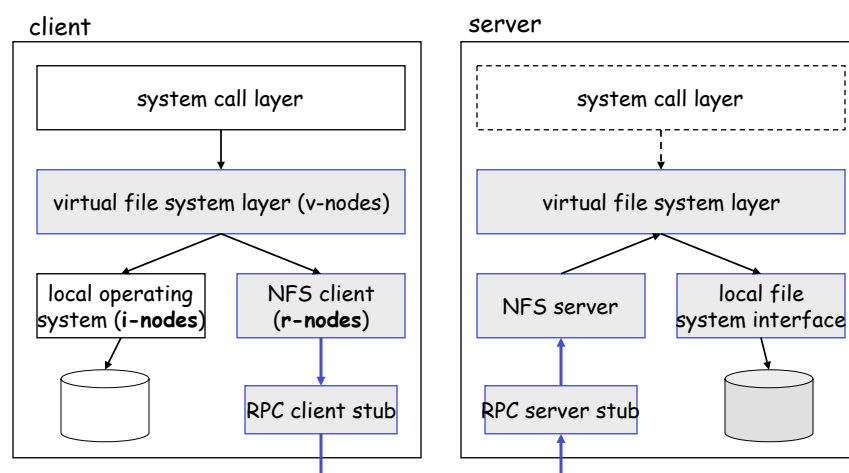 client
system call layer
virtual file system layer (v-nodes)
local operating
system (i-nodes)
NFS client
(r-nodes)
RPC client stub
server
system call layer
virtual file system layer
NFS server
local file
system interface
RPC server stub